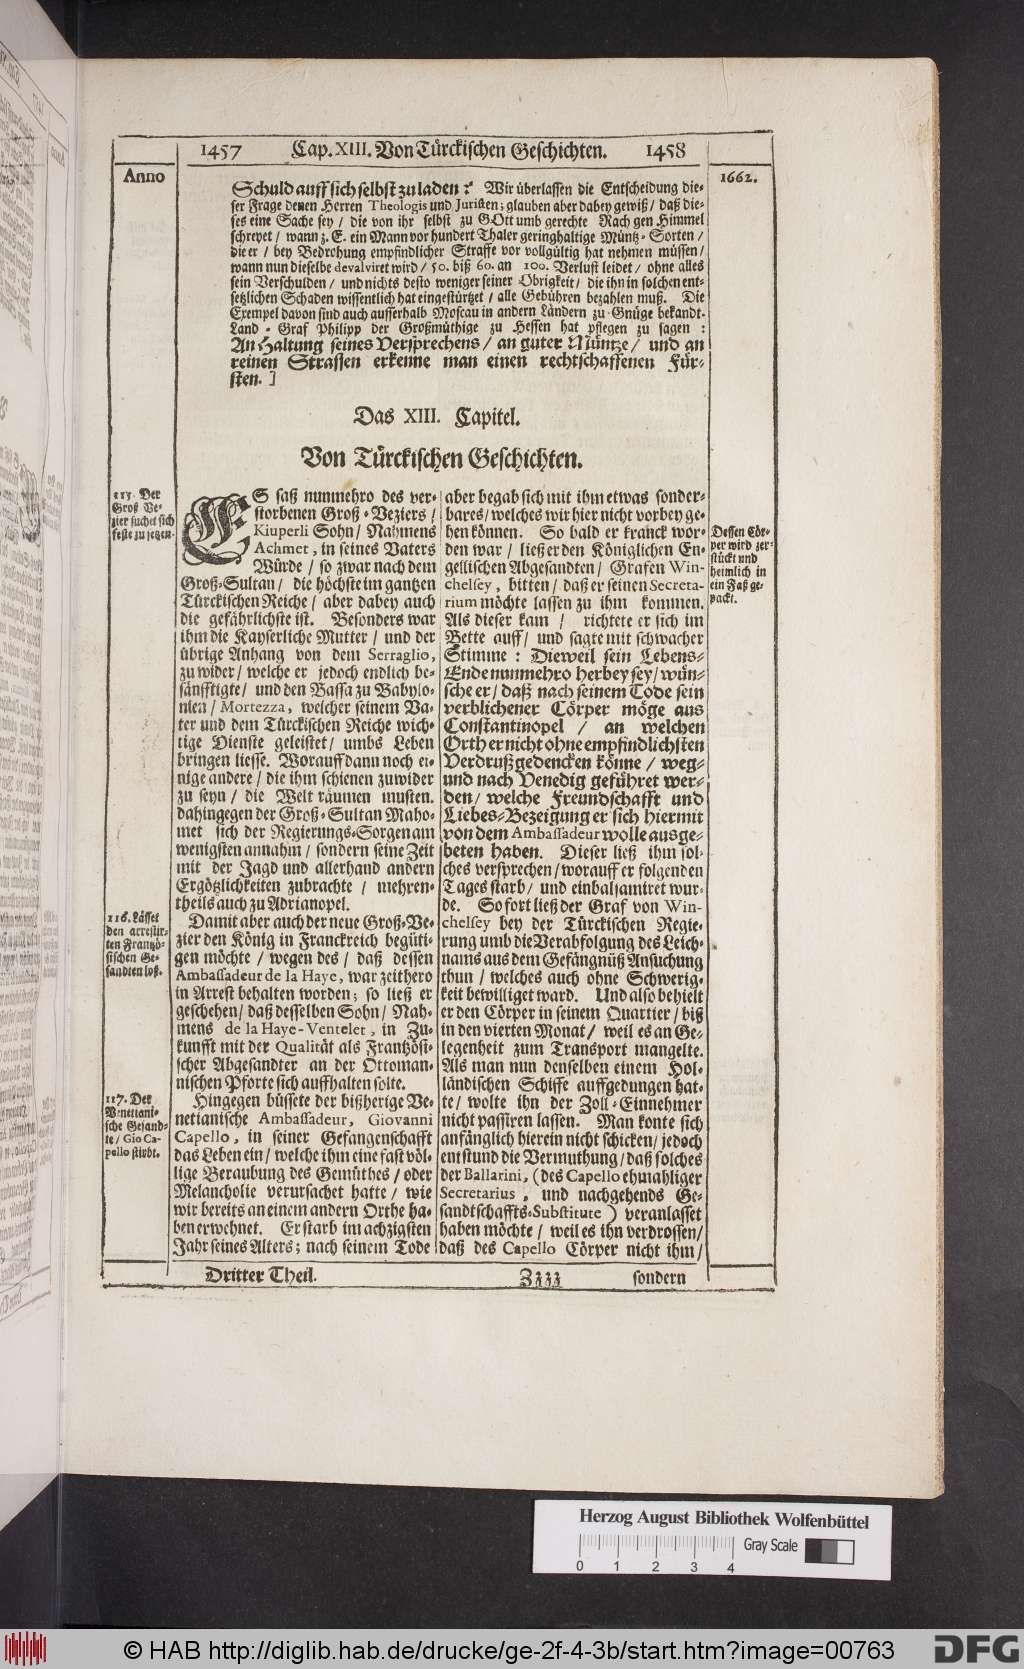 1457 Cap. XIII. Von Türckischen Geschichten. 1458
Anno
1662.
Schuld auff sich selbst zu laden? Wir überlassen die Entscheidung die-
ser Frage denen Herren Theologis und Juristen; glauben aber dabey gewiß / daß die-
ses eine Sache sey / die von ihr selbst zu GOtt umb gerechte Rach gen Himmel
schreyet / wann z. E. ein Mann vor hundert Thaler geringhaltige Müntz-Sorten /
die er / bey Bedrohung empfindlicher Straffe vor vollgültig hat nehmen müssen /
wann nun dieselbe devalviret wird / 50. biß 60. an 100. Verlust leidet / ohne alles
sein Verschulden / und nichts desto weniger seiner Obrigkeit / die ihn in solchen ent-
setzlichen Schaden wissentlich hat eingestürtzet / alle Gebühren bezahlen muß. Die
Exempel davon sind auch ausserhalb Moscau in andern Ländern zu Gnüge bekandt.
Land-Graf Philipp der Großmüthige zu Hessen hat pflegen zu sagen:
An Haltung seines Versprechens / an guter Müntze / und an
reinen Strassen erkenne man einen rechtschaffenen Für-
sten. ]
Das XIII. Capitel.
Von Türckischen Geschichten.
115. Der
Groß Ve-
zier suchet sich
feste zu setzen.
ES saß nunmehro des ver-
storbenen Groß-Veziers /
Kiuperli Sohn / Nahmens
Achmet, in seines Vaters
Würde / so zwar nach dem
Groß-Sultan / die höchste im gantzen
Türckischen Reiche / aber dabey auch
die gefährlichste ist. Besonders war
ihm die Kayserliche Mutter / und der
übrige Anhang von dem Serraglio,
zu wider / welche er jedoch endlich be-
sänfftigte / und den Bassa zu Babylo-
nien / Mortezza, welcher seinem Va-
ter und dem Türckischen Reiche wich-
tige Dienste geleistet / umbs Leben
bringen liesse. Worauff dann noch ei-
nige andere / die ihm schienen zuwider
zu seyn / die Welt räumen musten.
dahingegen der Groß-Sultan Maho-
met sich der Regierungs-Sorgen am
wenigsten annahm / sondern seine Zeit
mit der Jagd und allerhand andern
Ergötzlichkeiten zubrachte / mehren-
theils auch zu Adrianopel.
116. Lässet
den arrestir-
ten Frantzö-
sischen Ge-
sandten loß.
Damit aber auch der neue Groß-Ve-
zier den König in Franckreich begüti-
gen möchte / wegen des / daß dessen
Ambassadeur de la Haye, war zeithero
in Arrest behalten worden; so ließ er
geschehen / daß desselben Sohn / Nah-
mens de la Haye-Ventelet, in Zu-
kunfft mit der Qualität als Frantzösi-
scher Abgesandter an der Ottoman-
nischen Pforte sich auffhalten solte.
117. Der
Venetiani-
sche Gesand-
te / Gio Ca-
pello stirbt.
Hingegen büssete der bißherige Ve-
netianische Ambassadeur, Giovanni
Capello, in seiner Gefangenschafft
das Leben ein / welche ihm eine fast völ-
lige Beraubung des Gemüthes / oder
Melancholie verursachet hatte / wie
wir bereits an einem andern Orthe ha-
ben erwehnet. Er starb im achzigsten
Jahr seines Alters; nach seinem Tode
aber begab sich mit ihm etwas sonder-
bares / welches wir hier nicht vorbey ge-
hen können. So bald er kranck wor-
den war / ließ er den Königlichen En-
gellischen Abgesandten / Grafen Win-
chelsey, bitten / daß er seinen Secreta-
rium möchte lassen zu ihm kommen.
Als dieser kam / richtete er sich im
Bette auff / und sagte mit schwacher
Stimme: Dieweil sein Lebens-
Ende nunmehro herbey sey / wün-
sche er / daß nach seinem Tode sein
verblichener Cörper möge aus
Constantinopel / an welchen
Orth er nicht ohne empfindlichsten
Verdruß gedencken könne / weg-
und nach Venedig geführet wer-
den / welche Freundschafft und
Liebes-Bezeigung er sich hiermit
von dem Ambassadeur wolle ausge-
beten haben. Dieser ließ ihm sol-
ches versprechen / worauff er folgenden
Tages starb / und einbalsamiret wur-
de. So fort ließ der Graf von Win-
chelsey bey der Türckischen Regie-
rung umb die Verabfolgung des Leich-
nams aus dem Gefängnüß Ansuchung
thun / welches auch ohne Schwerig-
keit bewilliget ward. Und also behielt
er den Cörper in seinem Quartier / biß
in den vierten Monat / weil es an Ge-
legenheit zum Transport mangelte.
Als man nun denselben einem Hol-
ländischen Schiffe auffgedungen hat-
te / wolte ihn der Zoll-Einnehmer
nicht passiren lassen. Man konte sich
anfänglich hierein nicht schicken / jedoch
entstund die Vermuthung / daß solches
der Ballarini, (des Capello ehmahliger
Secretarius, und nachgehends Ge-
sandtschaffts-Substitute) veranlasset
haben möchte / weil es ihn verdrossen /
daß des Capello Cörper nicht ihm /
Dessen Cör-
per wird zer-
stückt und
heimlich in
ein Faß ge-
packt.
Dritter Theil. Zzzz sondern
Herzog August Bibliothek Wolfenbüttel
Gray Scale
0 1 2 3 4
© HAB http://diglib.hab.de/drucke/ge-2f-4-3b/start.htm?image=00763
DFG